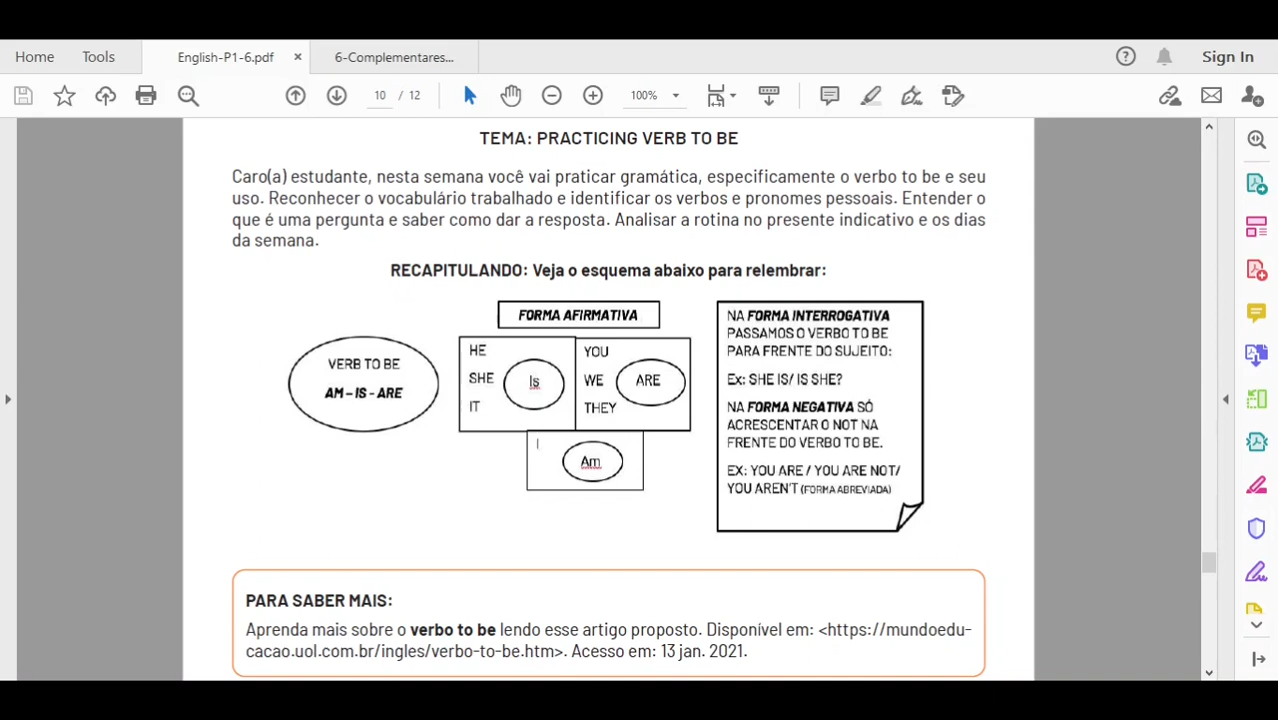 Home
Tools
English-P1-6.pdf
×
6-Complementares...
Sign In
10 / 12
100%
TEMA: PRACTICING VERB TO BE
Caro(a) estudante, nesta semana você vai praticar gramática, especificamente o verbo to be e seu
uso. Reconhecer o vocabulário trabalhado e identificar os verbos e pronomes pessoais. Entender o
que é uma pergunta e saber como dar a resposta. Analisar a rotina no presente indicativo e os dias
da semana.
RECAPITULANDO: Veja o esquema abaixo para relembrar:
VERB TO BE
AM – IS - ARE
FORMA AFIRMATIVA
HE
SHE
IT
Is
YOU
WE
THEY
ARE
I
Am
NA FORMA INTERROGATIVA
PASSAMOS O VERBO TO BE
PARA FRENTE DO SUJEITO:
Ex: SHE IS/ IS SHE?
NA FORMA NEGATIVA SÓ
ACRESCENTAR O NOT NA
FRENTE DO VERBO TO BE.
EX: YOU ARE / YOU ARE NOT/
YOU AREN'T (FORMA ABREVIADA)
PARA SABER MAIS:
Aprenda mais sobre o verbo to be lendo esse artigo proposto. Disponível em: <https://mundoedu-
cacao.uol.com.br/ingles/verbo-to-be.htm>. Acesso em: 13 jan. 2021.